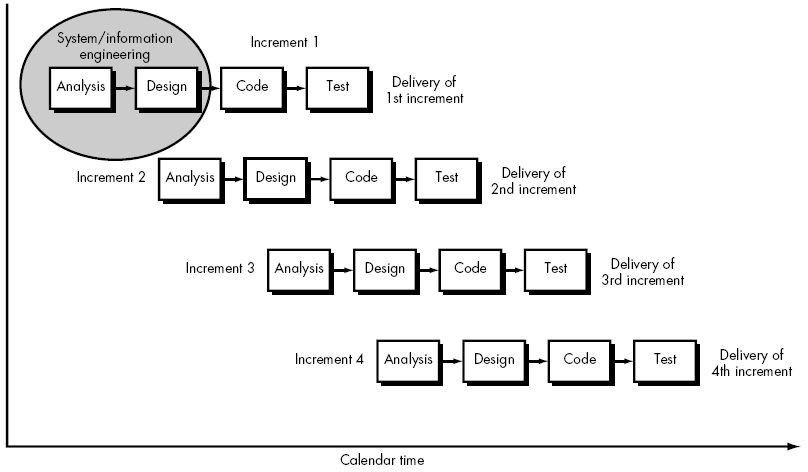 System/information
engineering
Increment 1
Analysis
Design
Code
Test
Delivery of
1st increment
Increment 2
Analysis
Design
Code
Test
Delivery of
2nd increment
Increment 3
Analysis
Design
Code
Test
Delivery of
3rd increment
Increment 4
Analysis
Design
Code
Test
Delivery of
4th increment
Calendar time